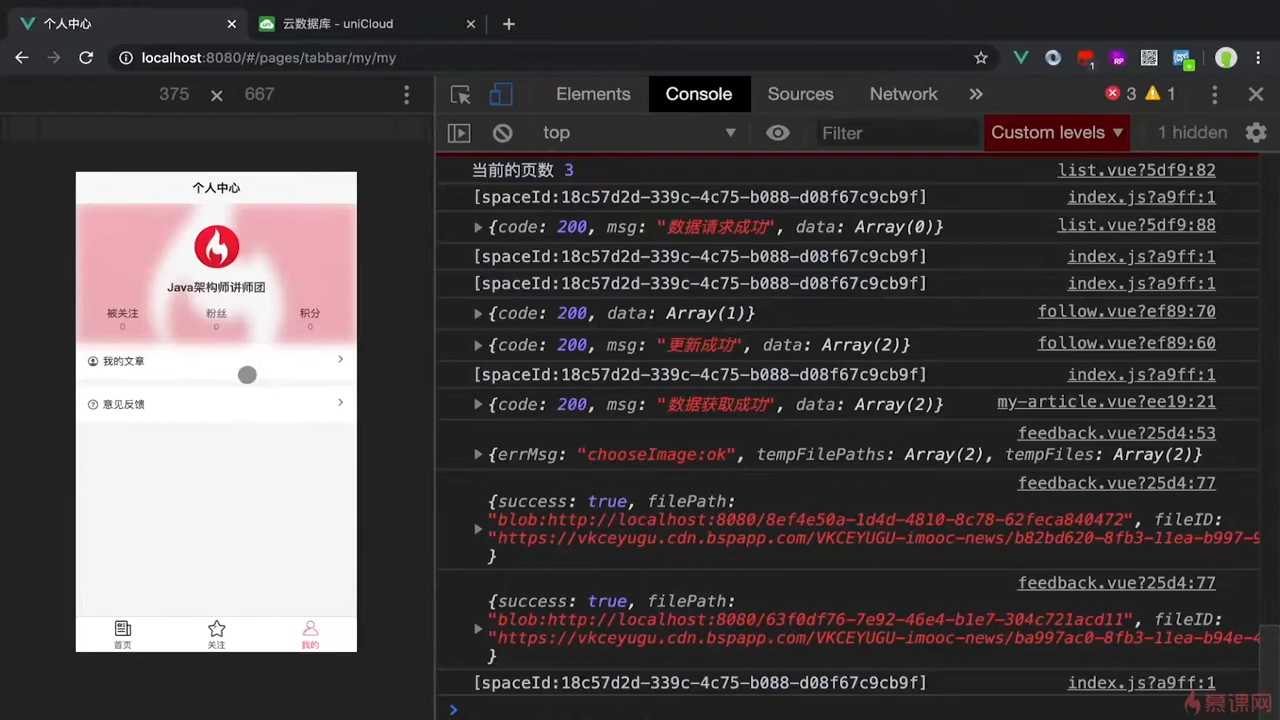 个人中心
云数据库 - uniCloud
localhost:8080/#/pages/tabbar/my/my
375 667
Elements Console Sources Network 3 1
top Filter Custom levels 1 hidden
个人中心
Java架构师讲师团
被关注 粉丝 积分
0 0 0
我的文章
意见反馈
首页 关注 我的
当前的页数 3 list.vue?5df9:82
[spaceId:18c57d2d-339c-4c75-b088-d08f67c9cb9f] index.js?a9ff:1
{code: 200, msg: "数据请求成功", data: Array(0)} list.vue?5df9:88
[spaceId:18c57d2d-339c-4c75-b088-d08f67c9cb9f] index.js?a9ff:1
[spaceId:18c57d2d-339c-4c75-b088-d08f67c9cb9f] index.js?a9ff:1
{code: 200, data: Array(1)} follow.vue?ef89:70
{code: 200, msg: "更新成功", data: Array(2)} follow.vue?ef89:60
[spaceId:18c57d2d-339c-4c75-b088-d08f67c9cb9f] index.js?a9ff:1
{code: 200, msg: "数据获取成功", data: Array(2)} my-article.vue?ee19:21
feedback.vue?25d4:53
{errMsg: "chooseImage:ok", tempFilePaths: Array(2), tempFiles: Array(2)}
feedback.vue?25d4:77
{success: true, filePath:
"blob:http://localhost:8080/8ef4e50a-1d4d-4810-8c78-62feca840472", fileID:
"https://vkceyugu.cdn.bspapp.com/VKCEYUGU-imooc-news/b82bd620-8fb3-11ea-b997-9
}
feedback.vue?25d4:77
{success: true, filePath:
"blob:http://localhost:8080/63f0df76-7e92-46e4-b1e7-304c721acd11", fileID:
"https://vkceyugu.cdn.bspapp.com/VKCEYUGU-imooc-news/ba997ac0-8fb3-11ea-b94e-4
}
[spaceId:18c57d2d-339c-4c75-b088-d08f67c9cb9f] index.js?a9ff:1
慕课网